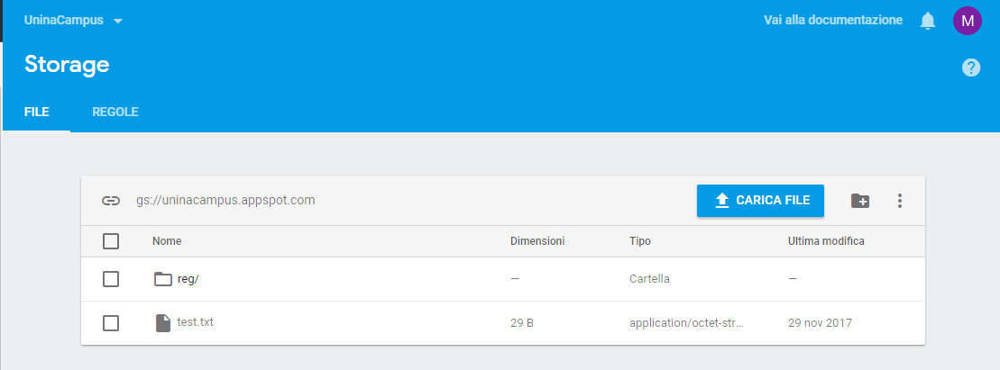 UninaCampus
Vai alla documentazione
M
Storage
?
FILE REGOLE
gs://uninacampus.appspot.com
CARICA FILE
Nome Dimensioni Tipo Ultima modifica
reg/ — Cartella —
test.txt 29 B application/octet-str... 29 nov 2017